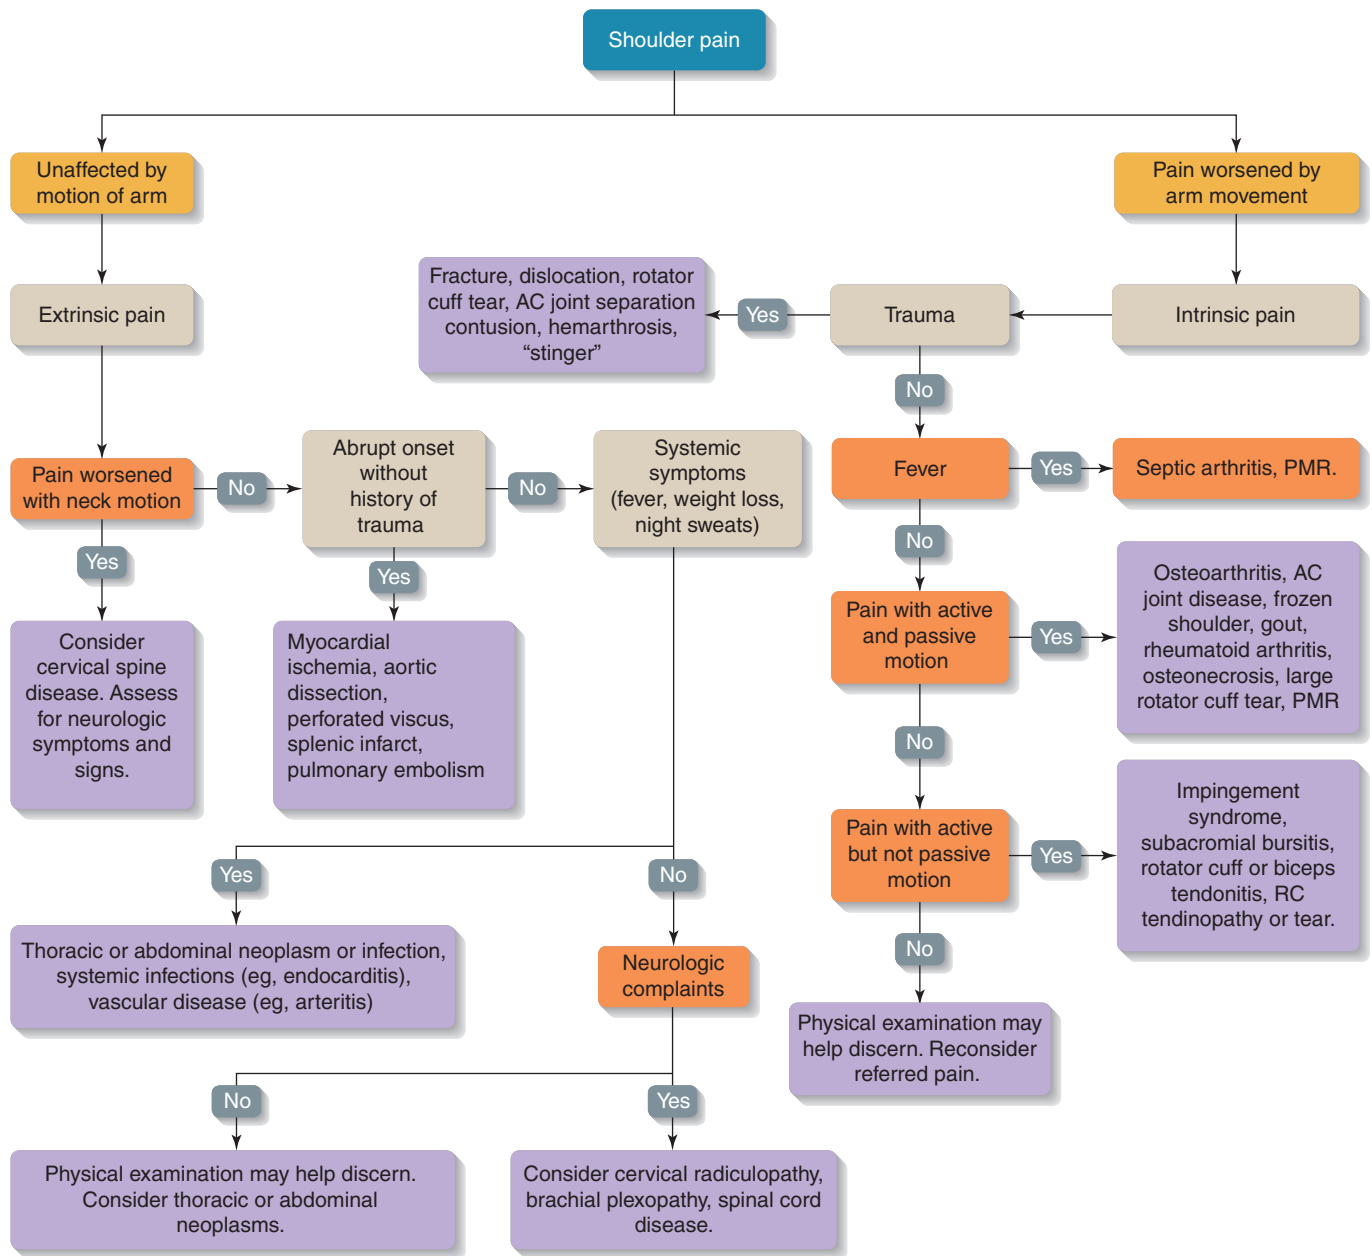 Shoulder pain
Unaffected by
motion of arm
Pain worsened by
arm movement
Extrinsic pain
Fracture, dislocation, rotator
cuff tear, AC joint separation
contusion, hemarthrosis,
“stinger”
Yes
Trauma
Intrinsic pain
No
Pain worsened
with neck motion
No
Abrupt onset
without
history of
trauma
No
Systemic
symptoms
(fever, weight loss,
night sweats)
Fever
Yes
Septic arthritis, PMR.
Yes
Yes
No
Consider
cervical spine
disease. Assess
for neurologic
symptoms and
signs.
Myocardial
ischemia, aortic
dissection,
perforated viscus,
splenic infarct,
pulmonary embolism
Pain with active
and passive
motion
Yes
Osteoarthritis, AC
joint disease, frozen
shoulder, gout,
rheumatoid arthritis,
osteonecrosis, large
rotator cuff tear, PMR
No
Pain with active
but not passive
motion
Yes
Impingement
syndrome,
subacromial bursitis,
rotator cuff or biceps
tendonitis, RC
tendinopathy or tear.
Yes
No
No
Thoracic or abdominal neoplasm or infection,
systemic infections (eg, endocarditis),
vascular disease (eg, arteritis)
Neurologic
complaints
Physical examination may
help discern. Reconsider
referred pain.
No
Yes
Physical examination may help discern.
Consider thoracic or abdominal
neoplasms.
Consider cervical radiculopathy,
brachial plexopathy, spinal cord
disease.